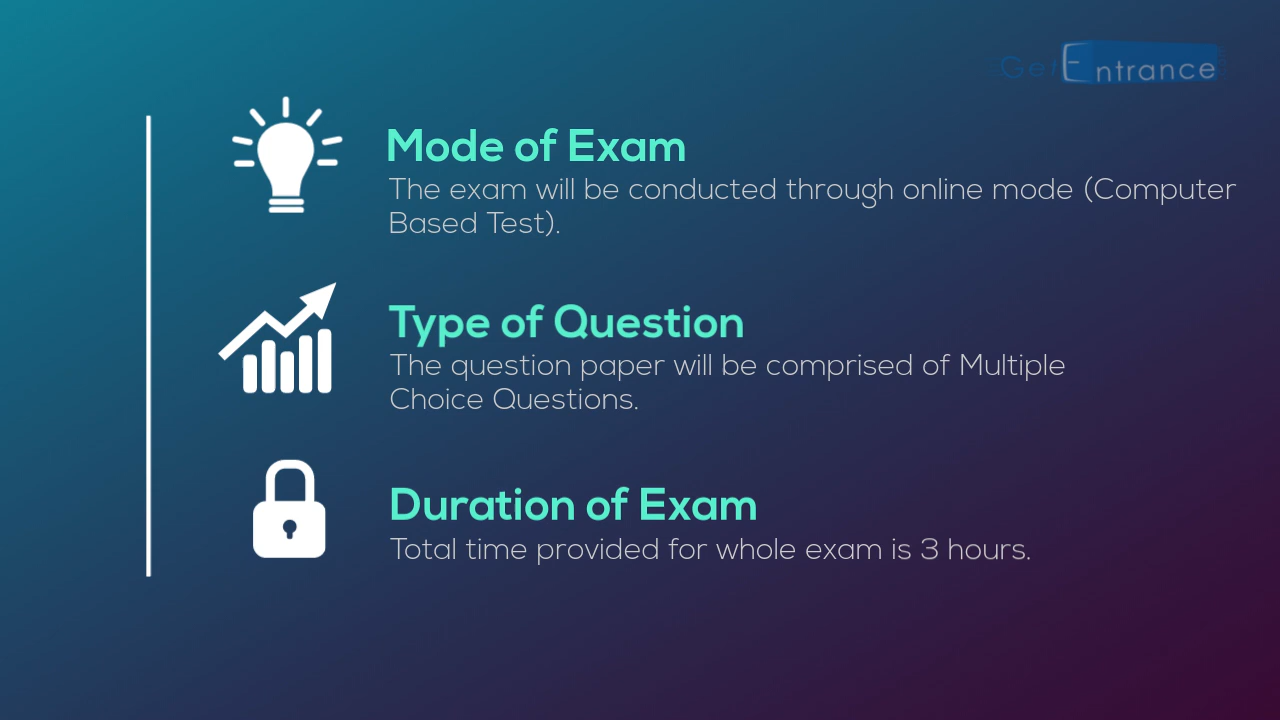 GetEntrance
Mode of Exam
The exam will be conducted through online mode (Computer
Based Test).
Type of Question
The question paper will be comprised of Multiple
Choice Questions.
Duration of Exam
Total time provided for whole exam is 3 hours.